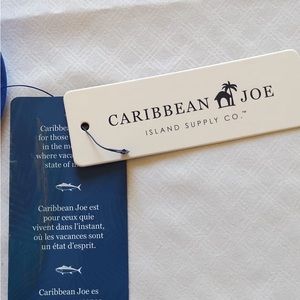 CARIBBEAN JOE
ISLAND SUPPLY CO.™
Caribbean
for those
in the
where
state of
Caribbean Joe est
pour ceux quie
vivent dans l'instant,
où les vacances sont
un état d'esprit.
Caribbean Joe es